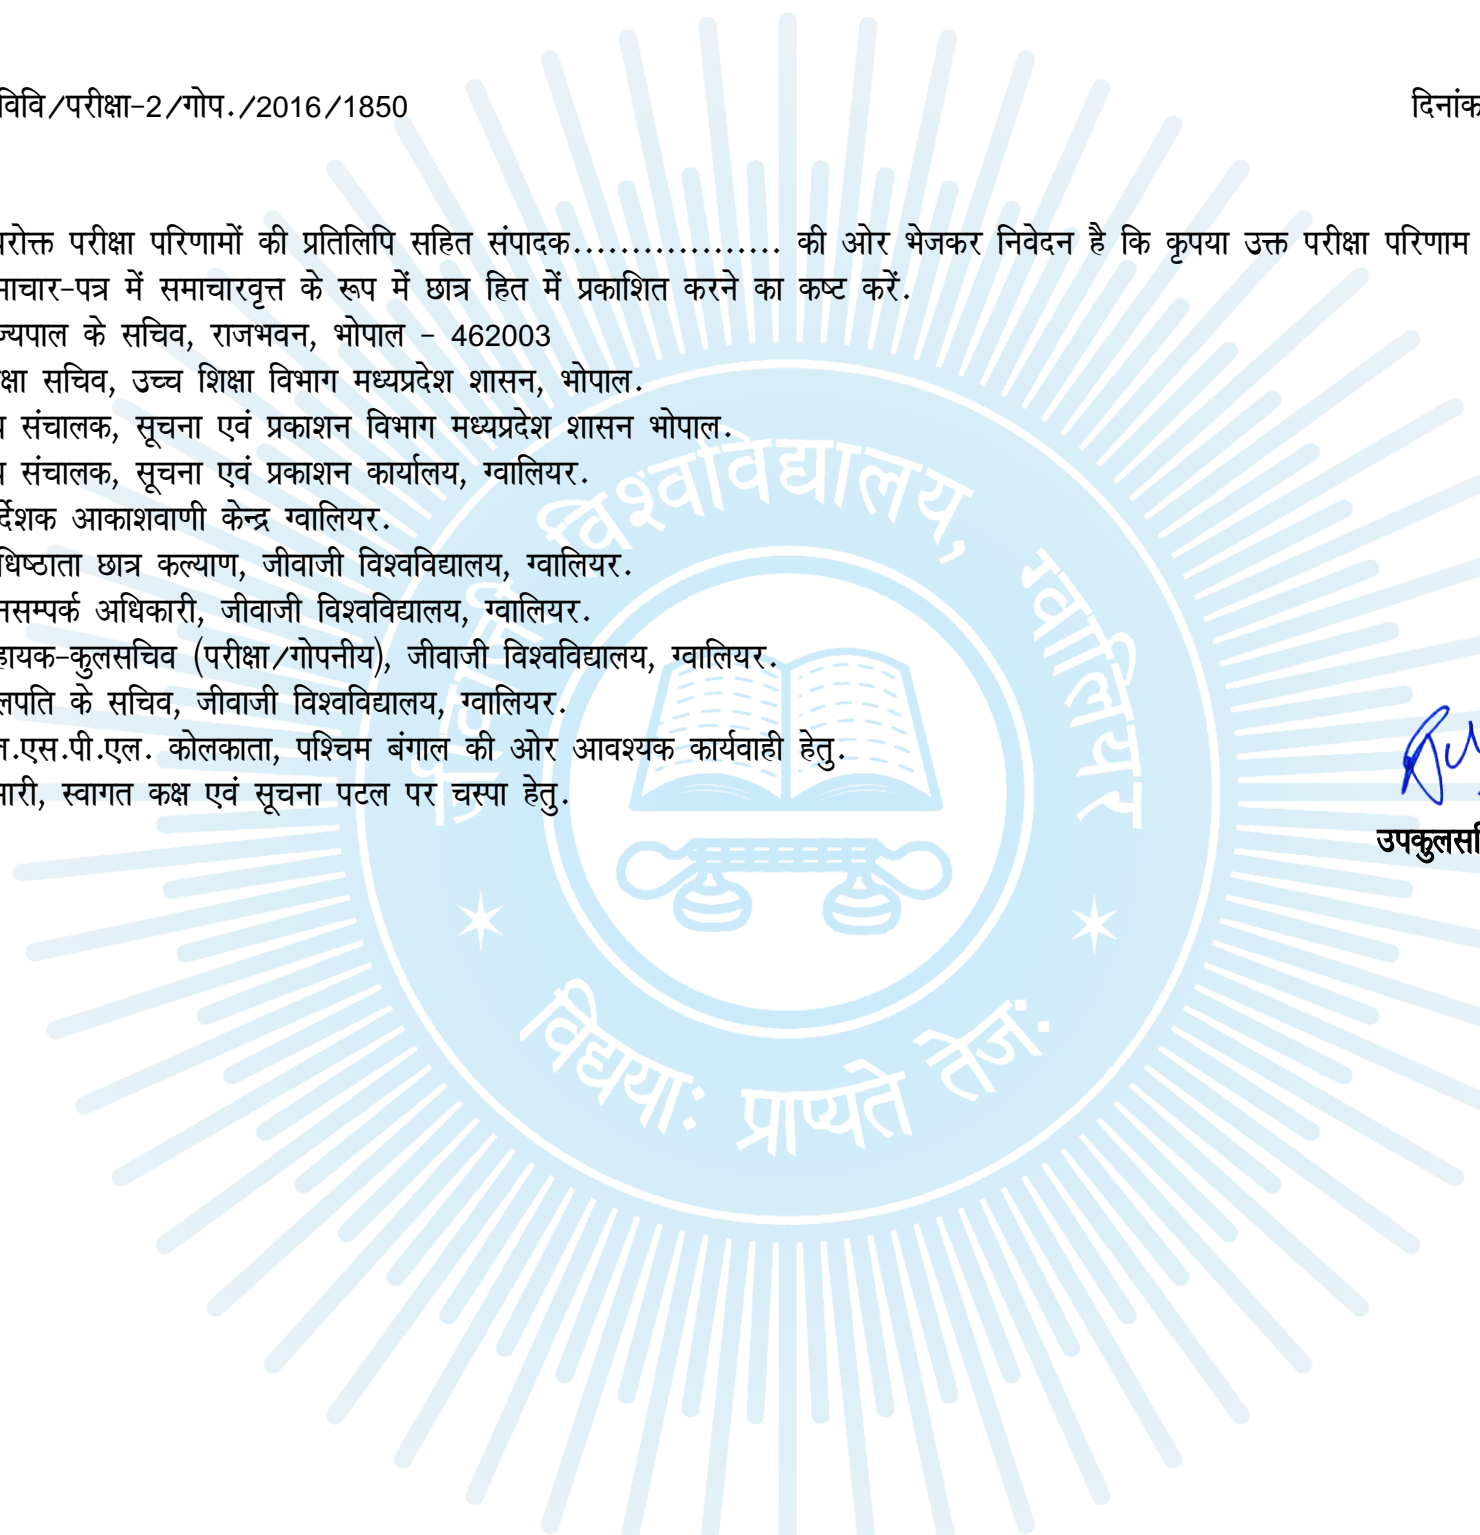 विवि/परीक्षा-2/गोप./2016/1850 दिनांक
परोक्त परीक्षा परिणामों की प्रतिलिपि सहित संपादक.................. की ओर भेजकर निवेदन है कि कृपया उक्त परीक्षा परिणाम
माचार-पत्र में समाचारवृत्त के रूप में छात्र हित में प्रकाशित करने का कष्ट करें.
ज्यपाल के सचिव, राजभवन, भोपाल - 462003
क्षा सचिव, उच्च शिक्षा विभाग मध्यप्रदेश शासन, भोपाल.
संचालक, सूचना एवं प्रकाशन विभाग मध्यप्रदेश शासन भोपाल.
संचालक, सूचना एवं प्रकाशन कार्यालय, ग्वालियर.
र्देशक आकाशवाणी केन्द्र ग्वालियर.
धिष्ठाता छात्र कल्याण, जीवाजी विश्वविद्यालय, ग्वालियर.
नसम्पर्क अधिकारी, जीवाजी विश्वविद्यालय, ग्वालियर.
हायक-कुलसचिव (परीक्षा/गोपनीय), जीवाजी विश्वविद्यालय, ग्वालियर.
लपति के सचिव, जीवाजी विश्वविद्यालय, ग्वालियर.
.एस.पी.एल. कोलकाता, पश्चिम बंगाल की ओर आवश्यक कार्यवाही हेतु.
भारी, स्वागत कक्ष एवं सूचना पटल पर चस्पा हेतु.
उपकुलसचि
जीवाजी विश्वविद्यालय, ग्वालियर
विद्यया: प्राप्यते तेज: